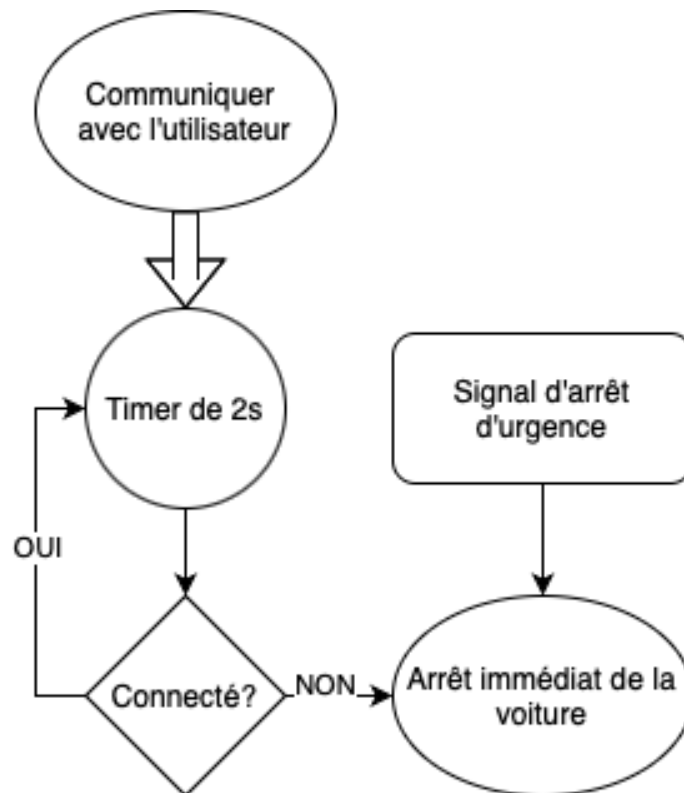 Communiquer
avec l'utilisateur
Timer de 2s
Signal d'arrêt
d'urgence
OUI
Connecté?
NON
Arrêt immédiat de la
voiture